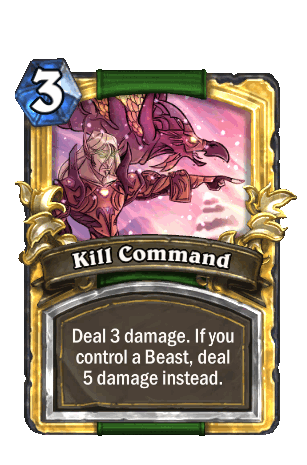 3
Kill Command
Deal 3 damage. If you
control a Beast, deal
5 damage instead.